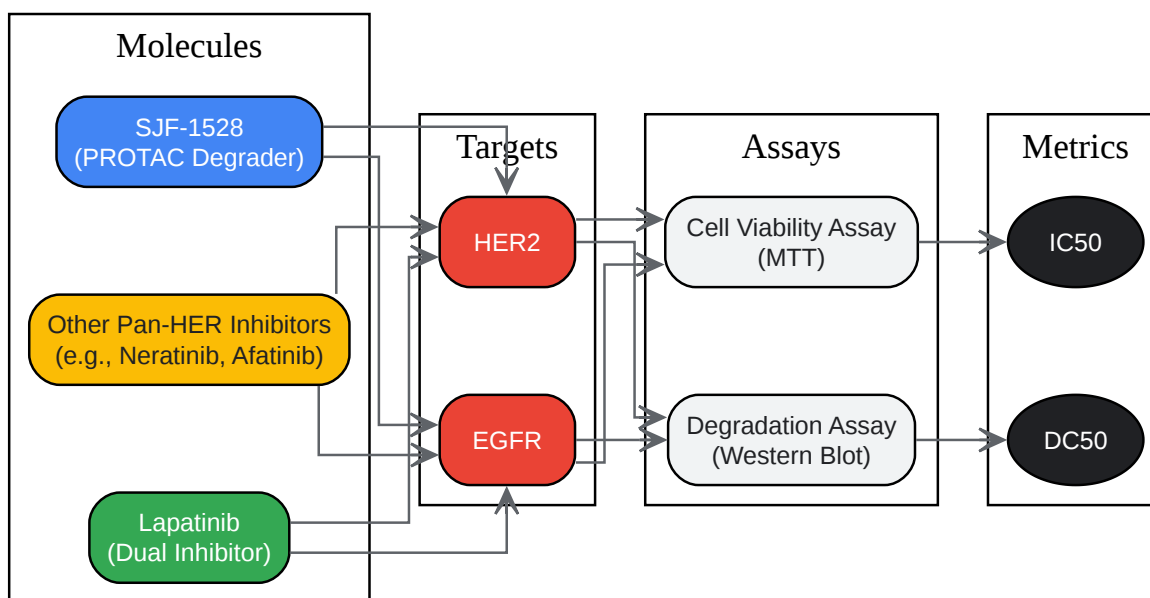 Molecules
SJF-1528
(PROTAC Degrader)
Other Pan-HER Inhibitors
(e.g., Neratinib, Afatinib)
Lapatinib
(Dual Inhibitor)
Targets
HER2
EGFR
Assays
Cell Viability Assay
(MTT)
Degradation Assay
(Western Blot)
Metrics
IC50
DC50